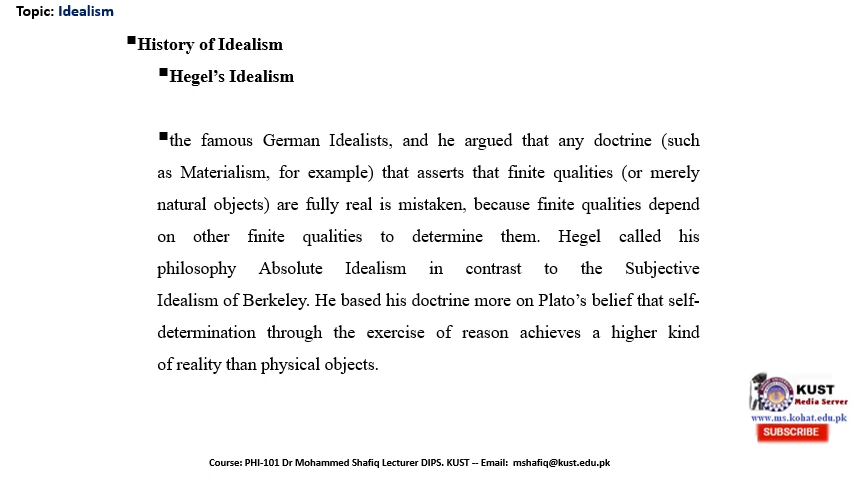 Topic: Idealism
▪History of Idealism
▪Hegel’s Idealism
▪the famous German Idealists, and he argued that any doctrine (such
as Materialism, for example) that asserts that finite qualities (or merely
natural objects) are fully real is mistaken, because finite qualities depend
on other finite qualities to determine them. Hegel called his
philosophy Absolute Idealism in contrast to the Subjective
Idealism of Berkeley. He based his doctrine more on Plato’s belief that self-
determination through the exercise of reason achieves a higher kind
of reality than physical objects.
KUST
Media Server
www.ms.kohat.edu.pk
SUBSCRIBE
Course: PHI-101 Dr Mohammed Shafiq Lecturer DIPS. KUST -- Email: mshafiq@kust.edu.pk